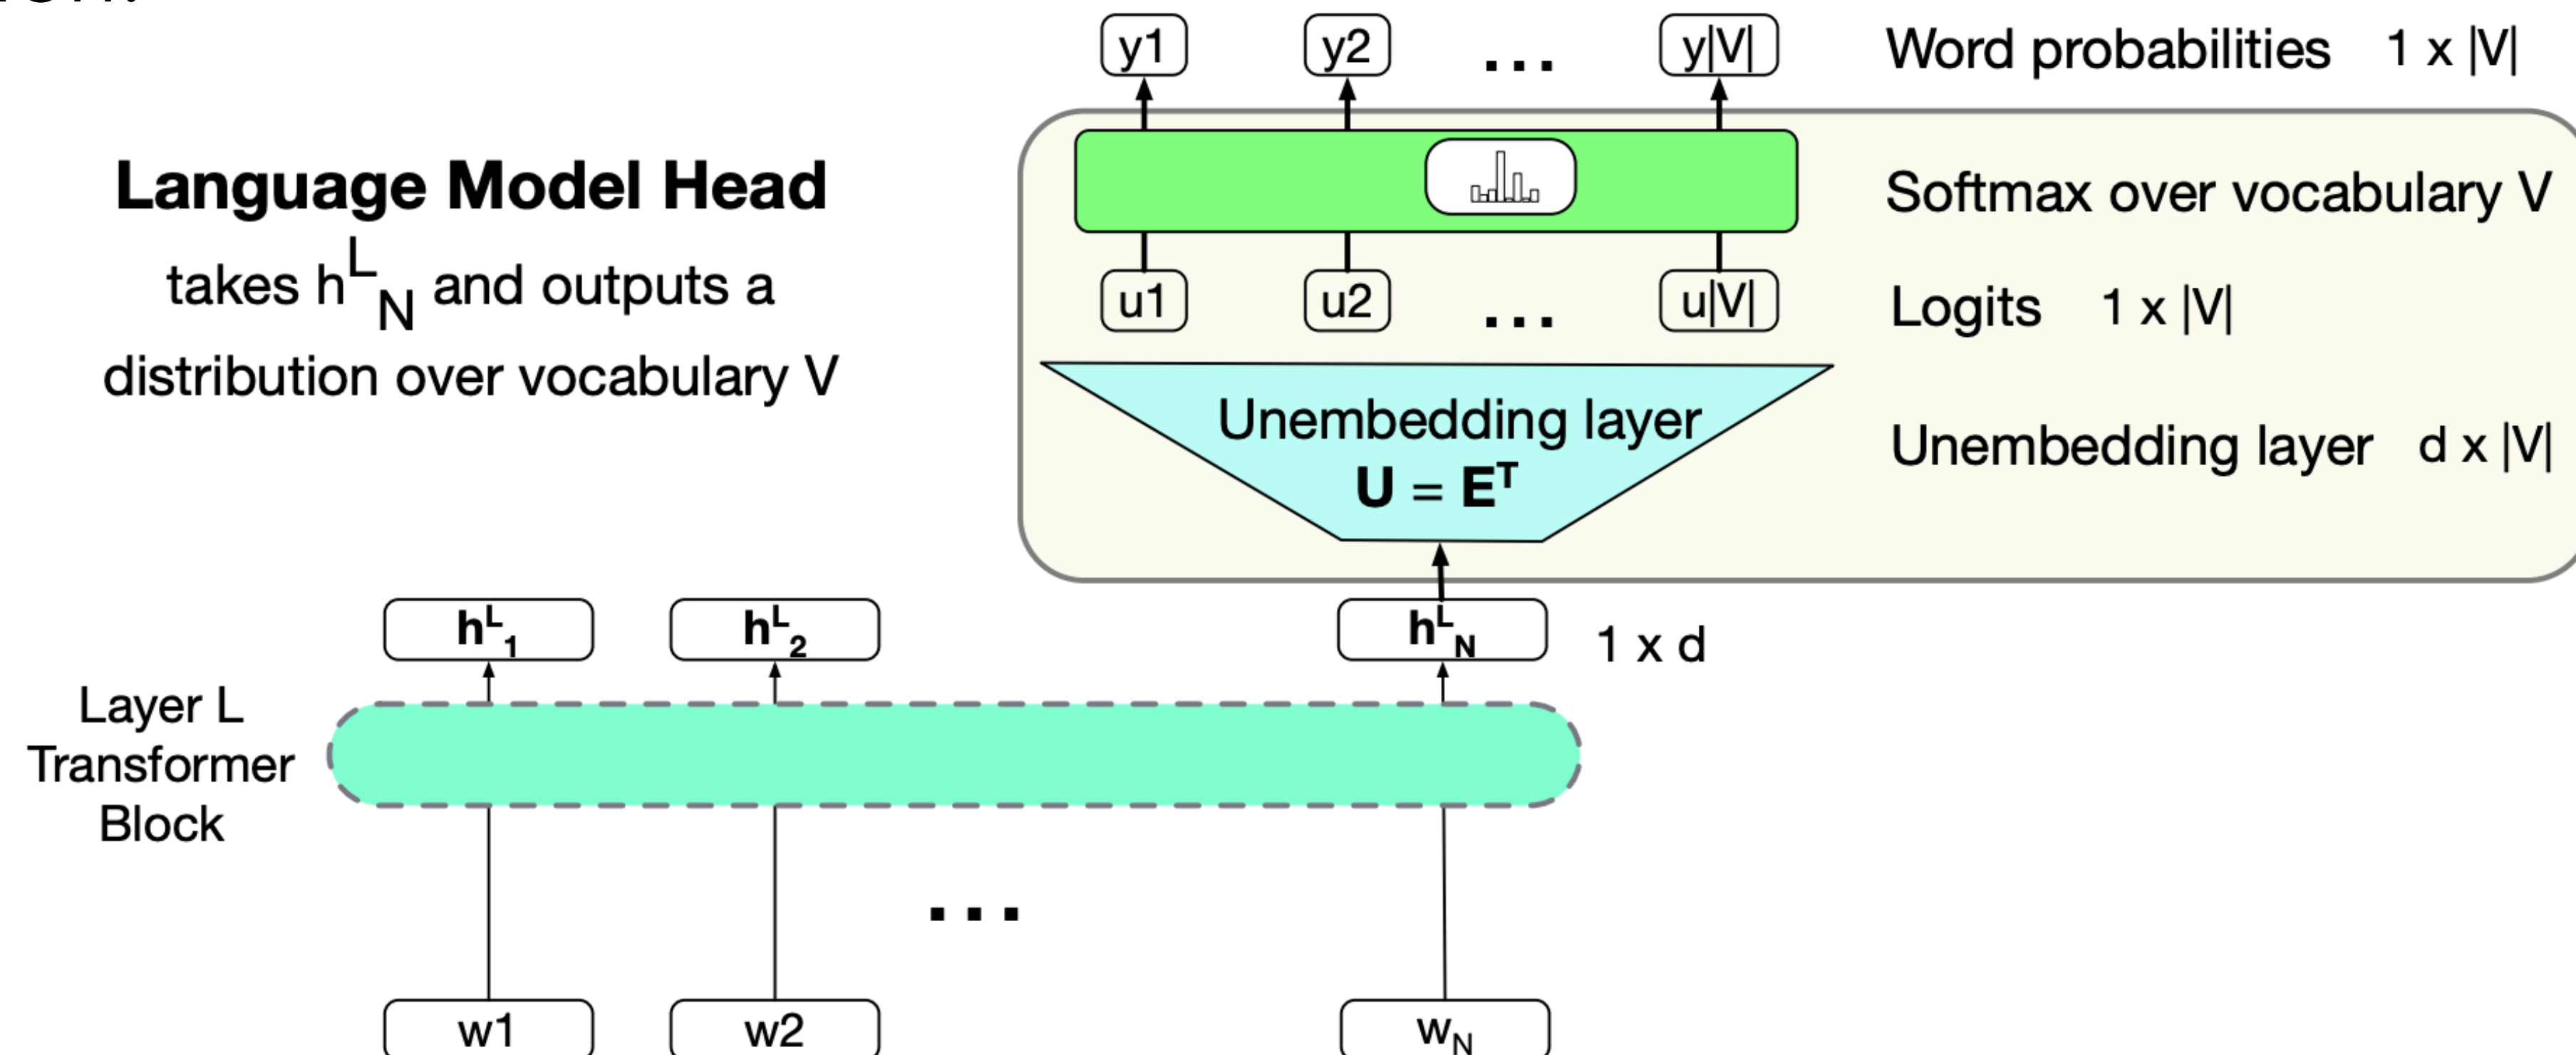 y1 y2 ... y|V| Word probabilities 1 x |V|
Language Model Head
takes h^L_N and outputs a
distribution over vocabulary V
Softmax over vocabulary V
u1 u2 ... u|V| Logits 1 x |V|
Unembedding layer
U = E^T
Unembedding layer d x |V|
h^L_1 h^L_2 h^L_N 1 x d
Layer L
Transformer
Block
...
w1 w2 w_N